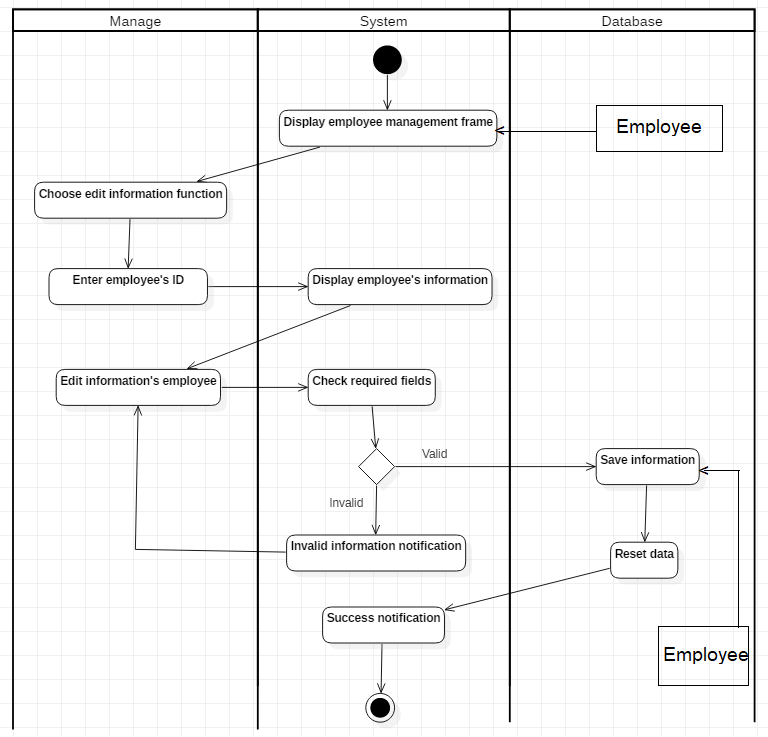 Manage
System
Database
Display employee management frame
Employee
Choose edit information function
Enter employee's ID
Display employee's information
Edit information's employee
Check required fields
Valid
Save information
Invalid
Invalid information notification
Reset data
Success notification
Employee